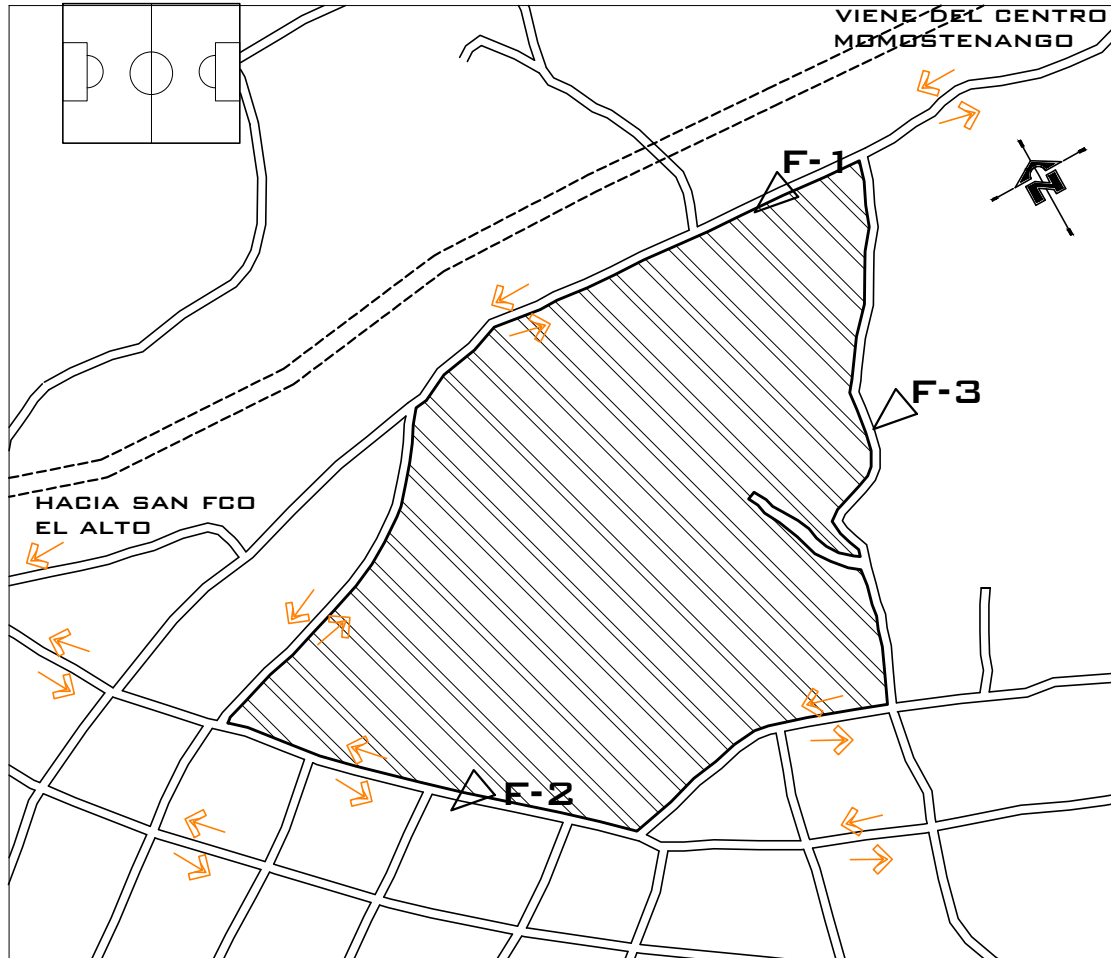 VIENE DEL CENTRO
MOMOSTENANGO
F-1
N
F-3
HACIA SAN FCO
EL ALTO
F-2